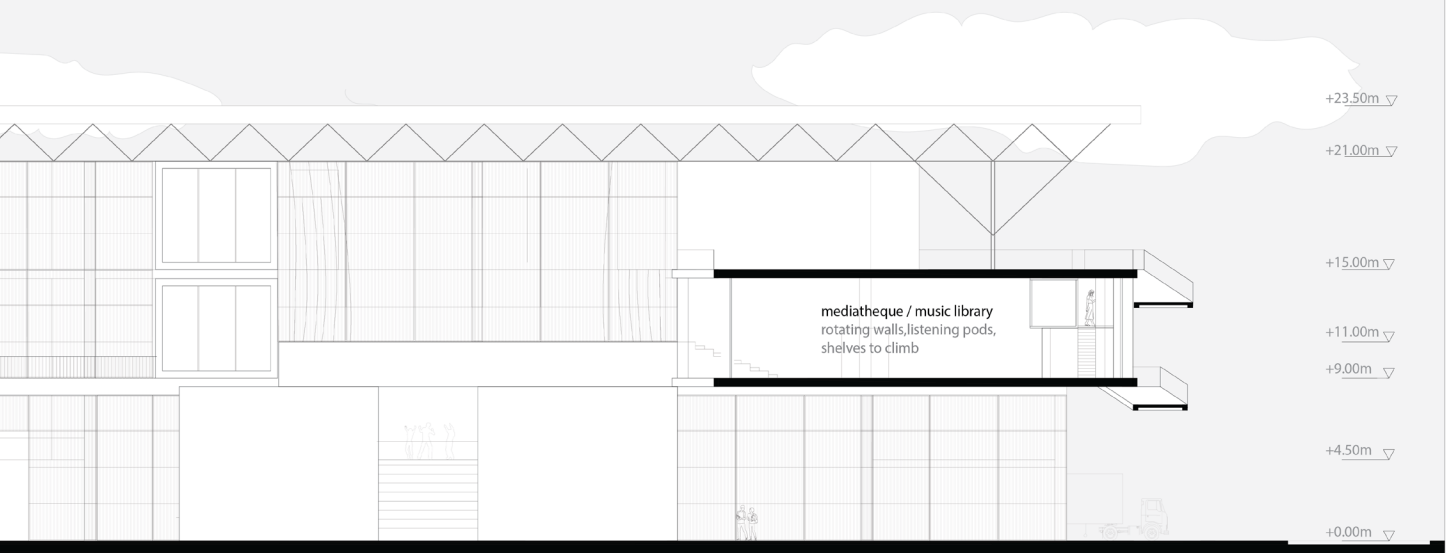 +23.50m
+21.00m
+15.00m
mediatheque / music library
rotating walls,listening pods,
shelves to climb
+11.00m
+9.00m
+4.50m
+0.00m